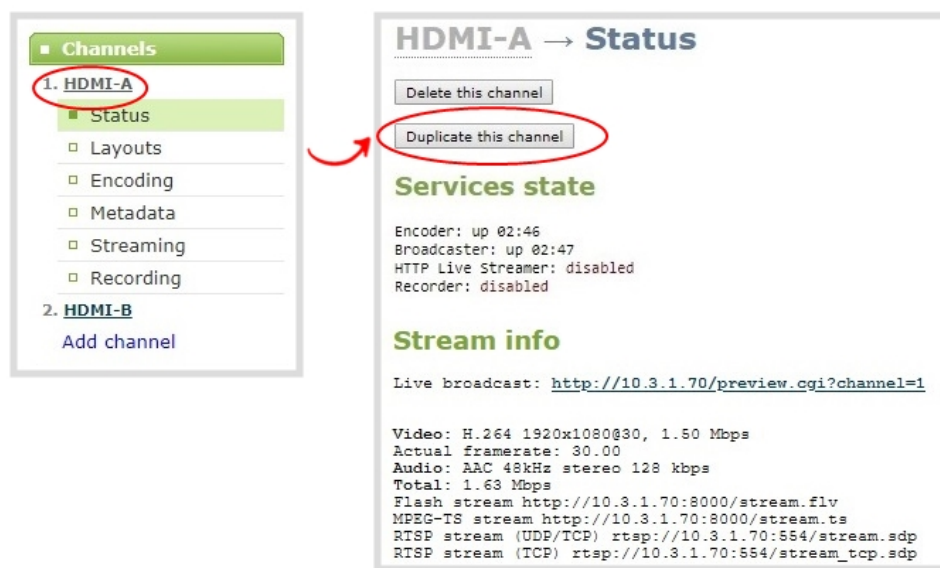 Channels
1. HDMI-A
Status
Layouts
Encoding
Metadata
Streaming
Recording
2. HDMI-B
Add channel
HDMI-A → Status
Delete this channel
Duplicate this channel
Services state
Encoder: up 02:46
Broadcaster: up 02:47
HTTP Live Streamer: disabled
Recorder: disabled
Stream info
Live broadcast: http://10.3.1.70/preview.cgi?channel=1
Video: H.264 1920x1080@30, 1.50 Mbps
Actual framerate: 30.00
Audio: AAC 48kHz stereo 128 kbps
Total: 1.63 Mbps
Flash stream http://10.3.1.70:8000/stream.flv
MPEG-TS stream http://10.3.1.70:8000/stream.ts
RTSP stream (UDP/TCP) rtsp://10.3.1.70:554/stream.sdp
RTSP stream (TCP) rtsp://10.3.1.70:554/stream_tcp.sdp